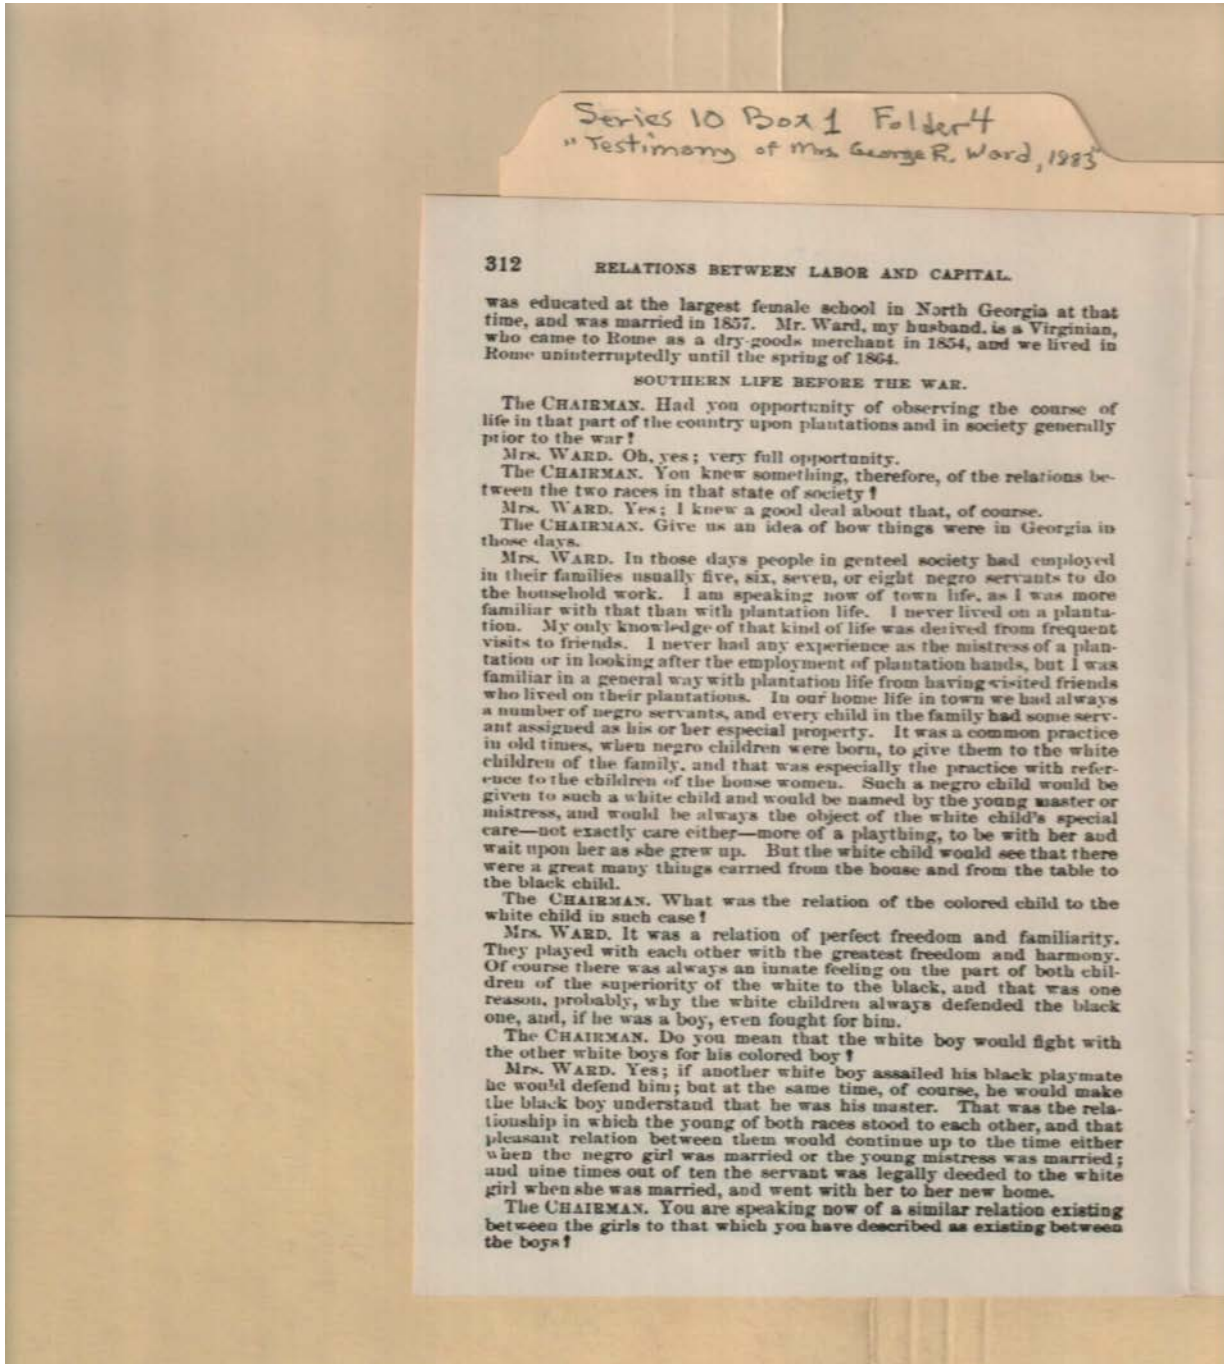 Series 10 Box 1 Folder 4
"Testimony of Mrs. George R. Ward, 1883"
312 RELATIONS BETWEEN LABOR AND CAPITAL.
was educated at the largest female school in North Georgia at that
time, and was married in 1857. Mr. Ward, my husband, is a Virginian,
who came to Rome as a dry-goods merchant in 1854, and we lived in
Rome uninterruptedly until the spring of 1864.
SOUTHERN LIFE BEFORE THE WAR.
The CHAIRMAN. Had you opportunity of observing the course of
life in that part of the country upon plantations and in society generally
prior to the war?
Mrs. WARD. Oh, yes; very full opportunity.
The CHAIRMAN. You knew something, therefore, of the relations be-
tween the two races in that state of society?
Mrs. WARD. Yes; I knew a good deal about that, of course.
The CHAIRMAN. Give us an idea of how things were in Georgia in
those days.
Mrs. WARD. In those days people in genteel society had employed
in their families usually five, six, seven, or eight negro servants to do
the household work. I am speaking now of town life, as I was more
familiar with that than with plantation life. I never lived on a planta-
tion. My only knowledge of that kind of life was derived from frequent
visits to friends. I never had any experience as the mistress of a plan-
tation or in looking after the employment of plantation hands, but I was
familiar in a general way with plantation life from having visited friends
who lived on their plantations. In our home life in town we had always
a number of negro servants, and every child in the family had some serv-
ant assigned as his or her especial property. It was a common practice
in old times, when negro children were born, to give them to the white
children of the family, and that was especially the practice with refer-
ence to the children of the house women. Such a negro child would be
given to such a white child and would be named by the young master or
mistress, and would be always the object of the white child's special
care—not exactly care either—more of a plaything, to be with her and
wait upon her as she grew up. But the white child would see that there
were a great many things carried from the house and from the table to
the black child.
The CHAIRMAN. What was the relation of the colored child to the
white child in such case?
Mrs. WARD. It was a relation of perfect freedom and familiarity.
They played with each other with the greatest freedom and harmony.
Of course there was always an innate feeling on the part of both chil-
dren of the superiority of the white to the black, and that was one
reason, probably, why the white children always defended the black
one, and, if he was a boy, even fought for him.
The CHAIRMAN. Do you mean that the white boy would fight with
the other white boys for his colored boy?
Mrs. WARD. Yes; if another white boy assailed his black playmate
he would defend him; but at the same time, of course, he would make
the black boy understand that he was his master. That was the rela-
tionship in which the young of both races stood to each other, and that
pleasant relation between them would continue up to the time either
when the negro girl was married or the young mistress was married;
and nine times out of ten the servant was legally deeded to the white
girl when she was married, and went with her to her new home.
The CHAIRMAN. You are speaking now of a similar relation existing
between the girls to that which you have described as existing between
the boys?